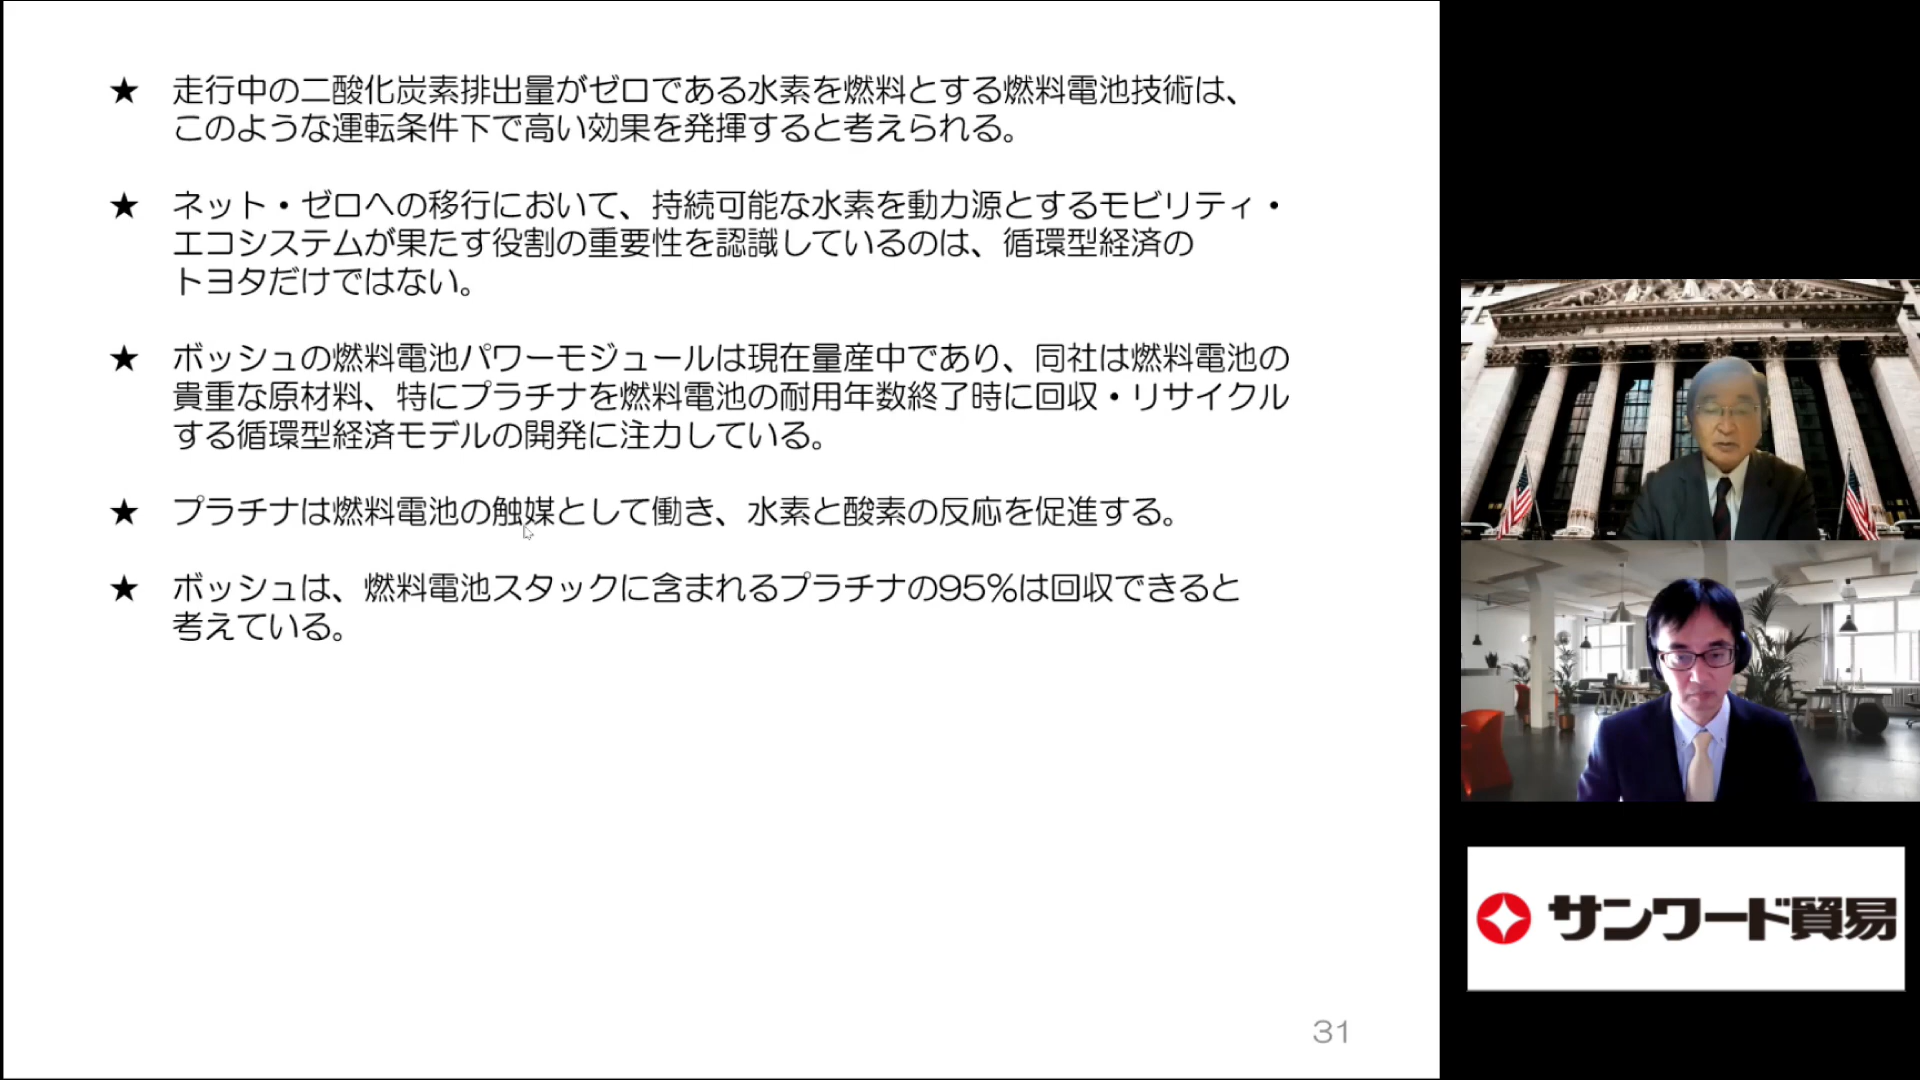 ★ 走行中の二酸化炭素排出量がゼロである水素を燃料とする燃料電池技術は、
このような運転条件下で高い効果を発揮すると考えられる。
★ ネット・ゼロへの移行において、持続可能な水素を動力源とするモビリティ・
エコシステムが果たす役割の重要性を認識しているのは、循環型経済の
トヨタだけではない。
★ ボッシュの燃料電池パワーモジュールは現在量産中であり、同社は燃料電池の
貴重な原材料、特にプラチナを燃料電池の耐用年数終了時に回収・リサイクル
する循環型経済モデルの開発に注力している。
★ プラチナは燃料電池の触媒として働き、水素と酸素の反応を促進する。
★ ボッシュは、燃料電池スタックに含まれるプラチナの95%は回収できると
考えている。
31
サンワード貿易